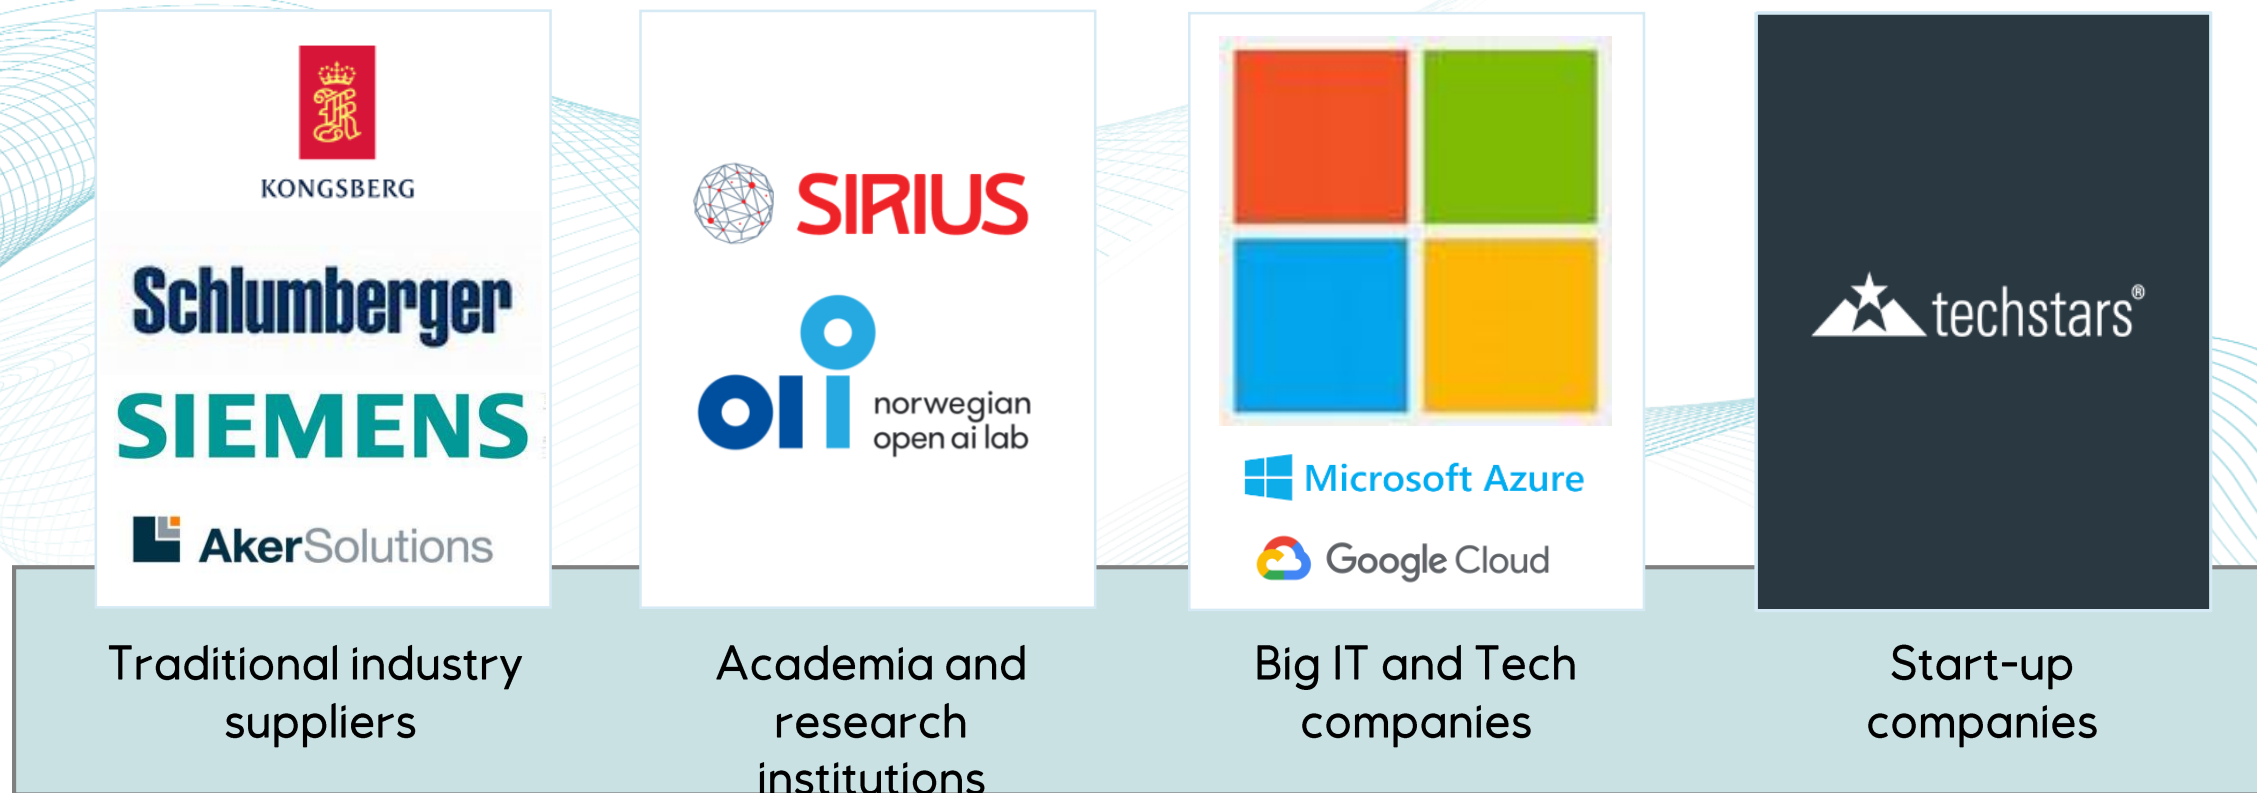 KONGSBERG
Schlumberger
SIEMENS
AkerSolutions
Traditional industry
suppliers
SIRIUS
norwegian
open ai lab
Academia and
research
institutions
Microsoft Azure
Google Cloud
Big IT and Tech
companies
techstars®
Start-up
companies